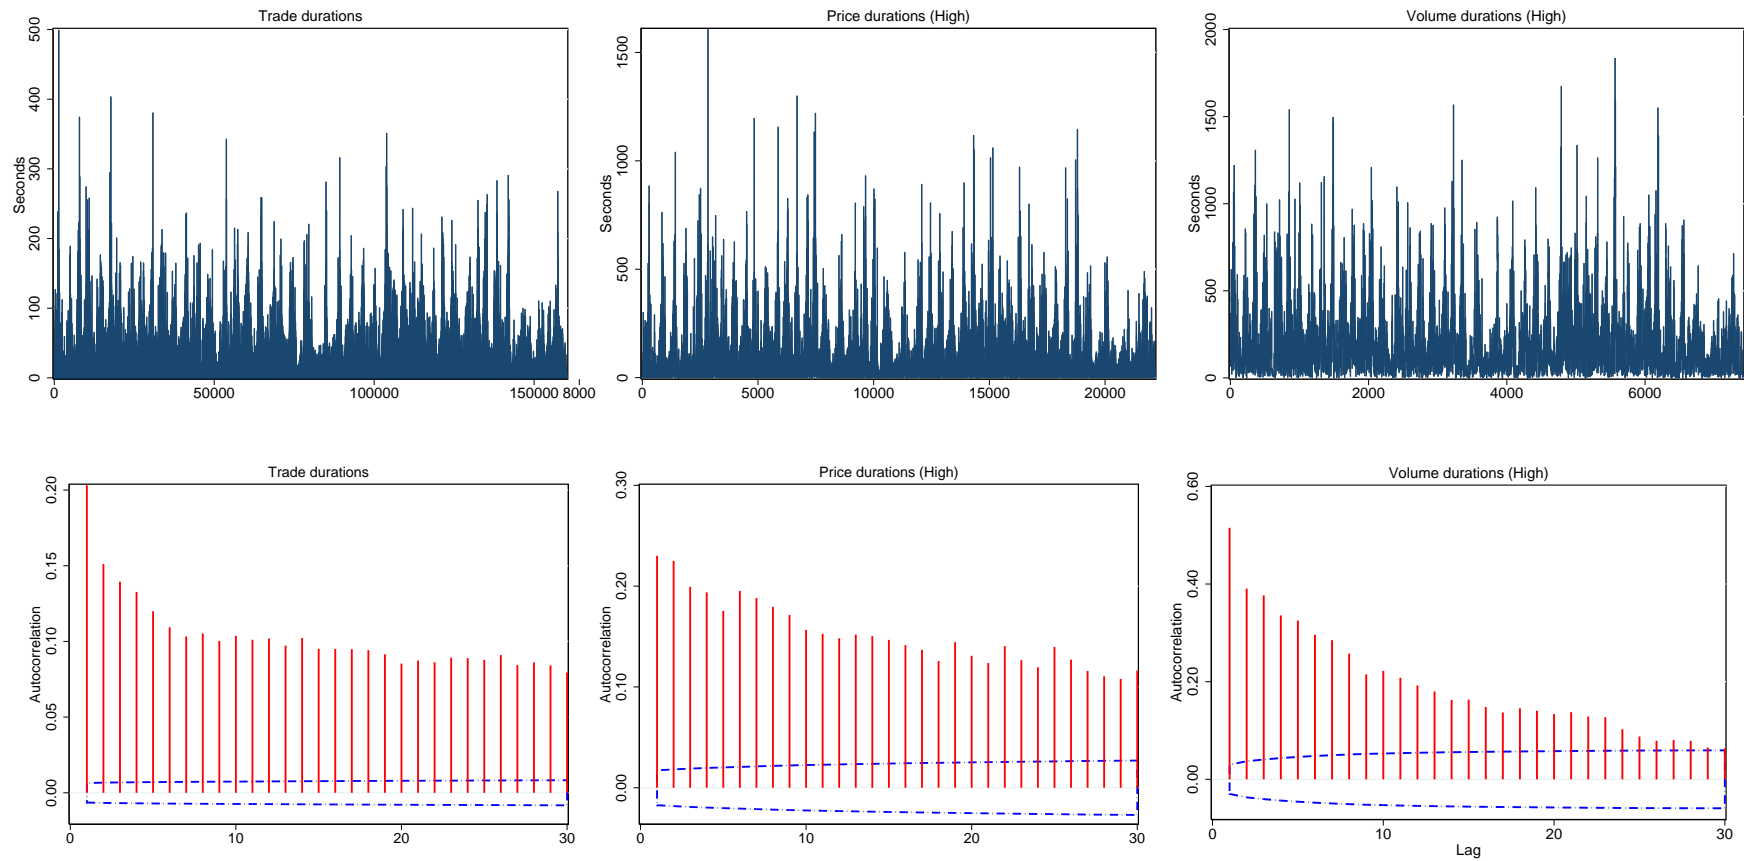 Trade durations
Seconds
500
400
300
200
100
0
0 50000 100000 150000 8000
Price durations (High)
Seconds
1500
1000
500
0
0 5000 10000 15000 20000
Volume durations (High)
Seconds
2000
1500
1000
500
0
0 2000 4000 6000
Trade durations
Autocorrelation
0.20
0.15
0.10
0.05
0.00
0 10 20 30
Price durations (High)
Autocorrelation
0.30
0.20
0.10
0.00
0 10 20 30
Volume durations (High)
Autocorrelation
0.60
0.40
0.20
0.00
0 10 20 30
Lag